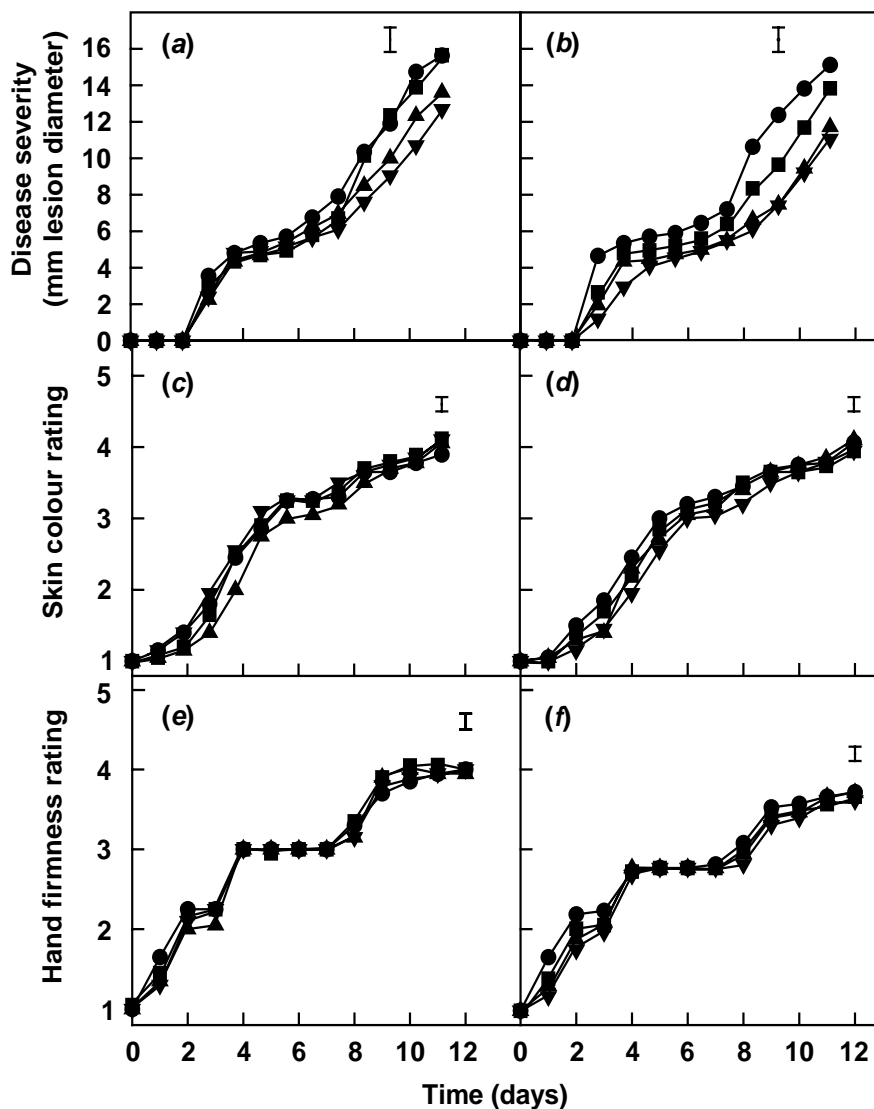 (a)
(b)
Disease severity
(mm lesion diameter)
16
14
12
10
8
6
4
2
0
(c)
(d)
Skin colour rating
5
4
3
2
1
(e)
(f)
Hand firmness rating
5
4
3
2
1
0 2 4 6 8 10 12 0 2 4 6 8 10 12
Time (days)